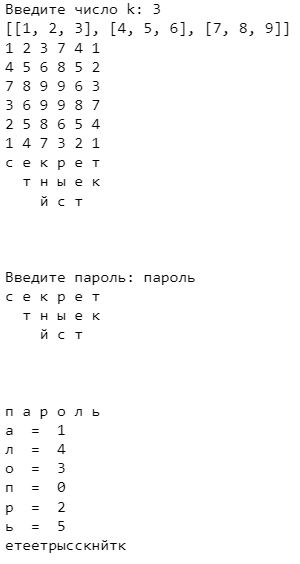 Введите число k: 3
[[1, 2, 3], [4, 5, 6], [7, 8, 9]]
1 2 3 7 4 1
4 5 6 8 5 2
7 8 9 9 6 3
3 6 9 9 8 7
2 5 8 6 5 4
1 4 7 3 2 1
с е к р е т
т н ы е к
й с т
Введите пароль: пароль
с е к р е т
т н ы е к
й с т
п а р о л ь
а = 1
л = 4
о = 3
п = 0
р = 2
ь = 5
етеетрысскнйтк